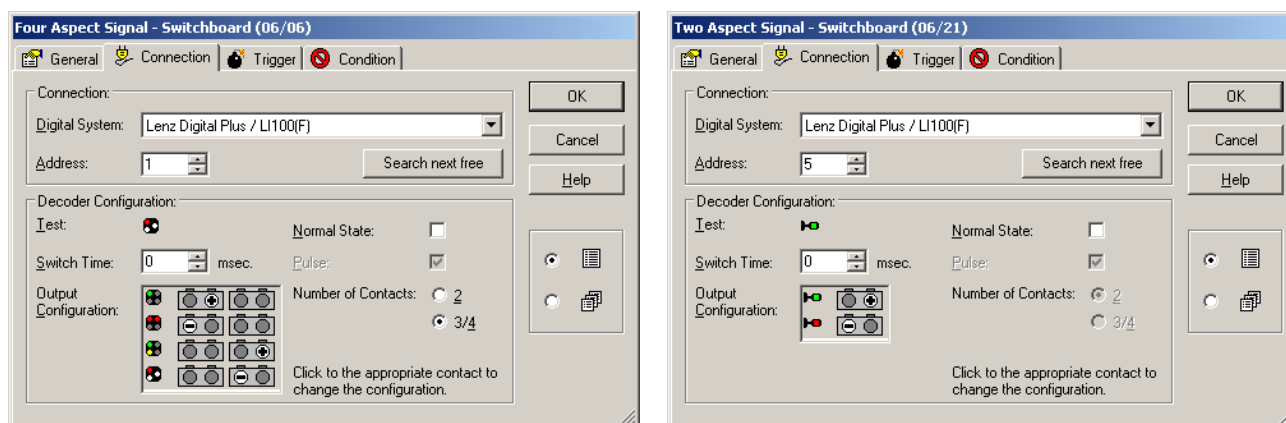 Four Aspect Signal - Switchboard (06/06)
General Connection Trigger Condition
Connection:
Digital System: Lenz Digital Plus / LI100(F)
Address: 1 Search next free
Decoder Configuration:
Test: Normal State:
Switch Time: 0 msec. Pulse:
Output Configuration: Number of Contacts: 2
3/4
Click to the appropriate contact to
change the configuration.
OK
Cancel
Help
Two Aspect Signal - Switchboard (06/21)
General Connection Trigger Condition
Connection:
Digital System: Lenz Digital Plus / LI100(F)
Address: 5 Search next free
Decoder Configuration:
Test: Normal State:
Switch Time: 0 msec. Pulse:
Output Configuration: Number of Contacts: 2
3/4
Click to the appropriate contact to
change the configuration.
OK
Cancel
Help